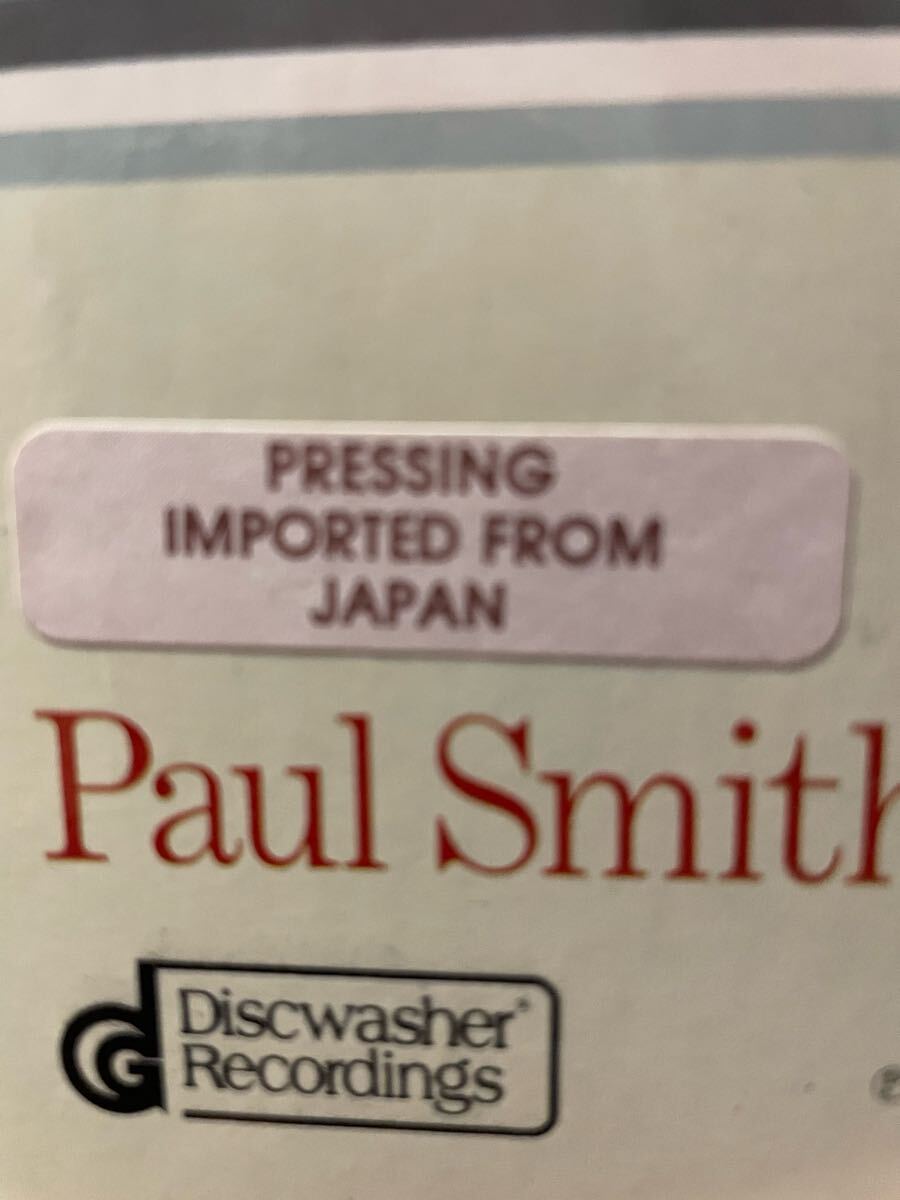 PRESSING
IMPORTED FROM
JAPAN
Paul Smith
Discwasher®
Recordings